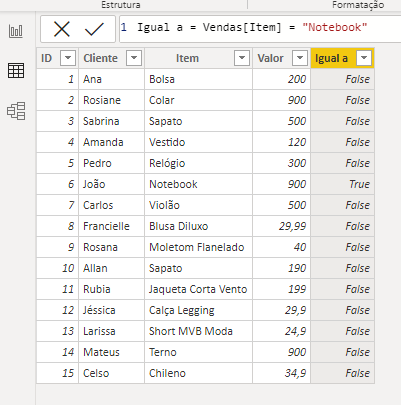 Estrutura Formatação
1 Igual a = Vendas[Item] = "Notebook"
ID Cliente Item Valor Igual a
1 Ana Bolsa 200 False
2 Rosiane Colar 900 False
3 Sabrina Sapato 500 False
4 Amanda Vestido 120 False
5 Pedro Relógio 300 False
6 João Notebook 900 True
7 Carlos Violão 500 False
8 Francielle Blusa Diluxo 29,99 False
9 Rosana Moletom Flanelado 40 False
10 Allan Sapato 190 False
11 Rubia Jaqueta Corta Vento 199 False
12 Jéssica Calça Legging 29,9 False
13 Larissa Short MVB Moda 24,9 False
14 Mateus Terno 900 False
15 Celso Chileno 34,9 False